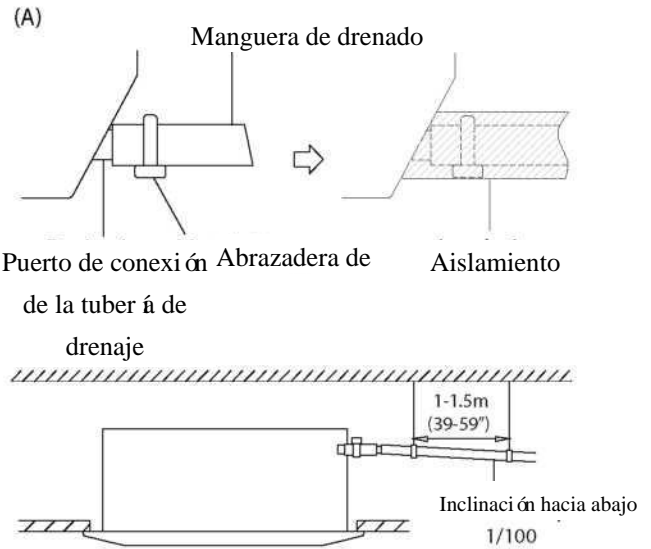 (A)
Manguera de drenado
Puerto de conexión
de la tubería de
drenaje
Abrazadera de
Aislamiento
1-1.5m
(39-59")
Inclinación hacia abajo
1/100